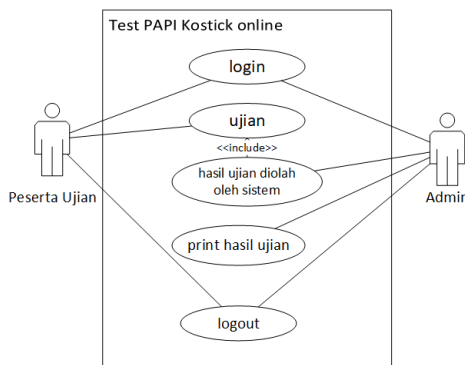 Test PAPI Kostick online
login
ujian
<<include>>
hasil ujian diolah
oleh sistem
Peserta Ujian
Admin
print hasil ujian
logout